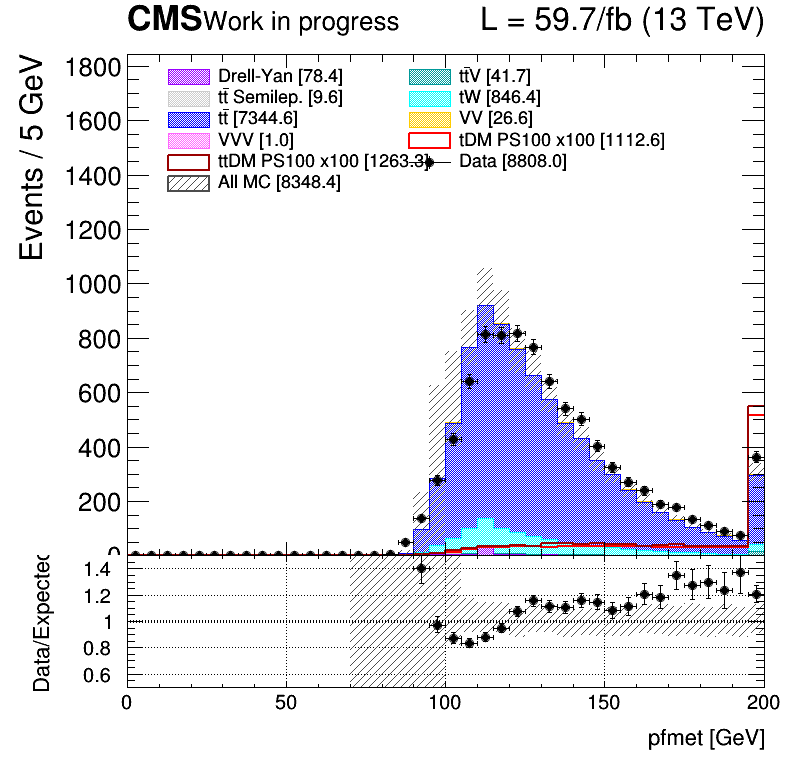 CMS Work in progress L = 59.7/fb (13 TeV)
Events / 5 GeV
1800
1600
1400
1200
1000
800
600
400
200
0
Drell-Yan [78.4]
tt̄V [41.7]
tt̄ Semilep. [9.6]
tW [846.4]
tt̄ [7344.6]
VV [26.6]
VVV [1.0]
tDM PS100 x100 [1112.6]
ttDM PS100 x100 [1263.3]
Data [8808.0]
All MC [8348.4]
Data/Expected
1.4
1.2
1
0.8
0.6
0 50 100 150 200
pfmet [GeV]